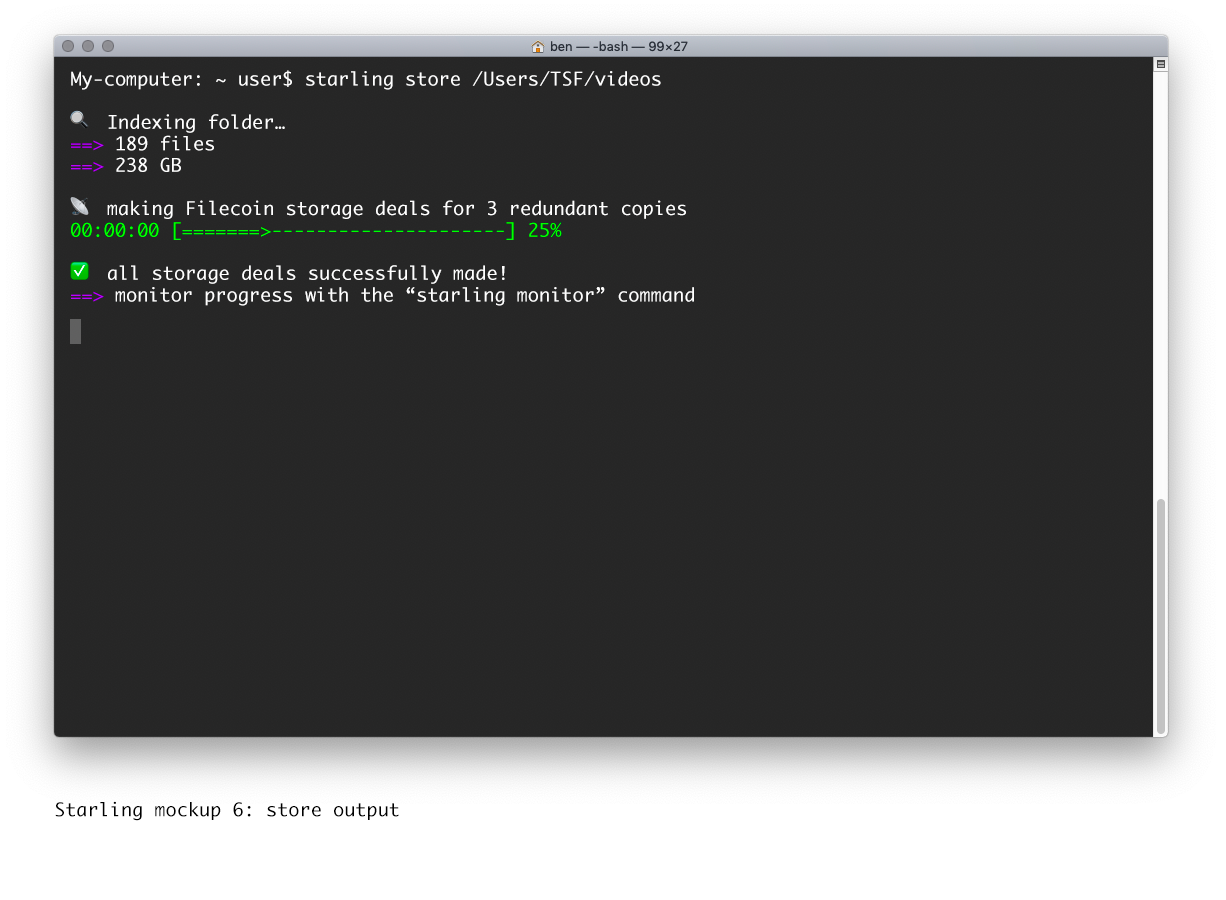 ben — -bash — 99×27
My-computer: ~ user$ starling store /Users/TSF/videos
Indexing folder…
==> 189 files
==> 238 GB
making Filecoin storage deals for 3 redundant copies
00:00:00 [=======>---------------------] 25%
all storage deals successfully made!
==> monitor progress with the “starling monitor” command
Starling mockup 6: store output